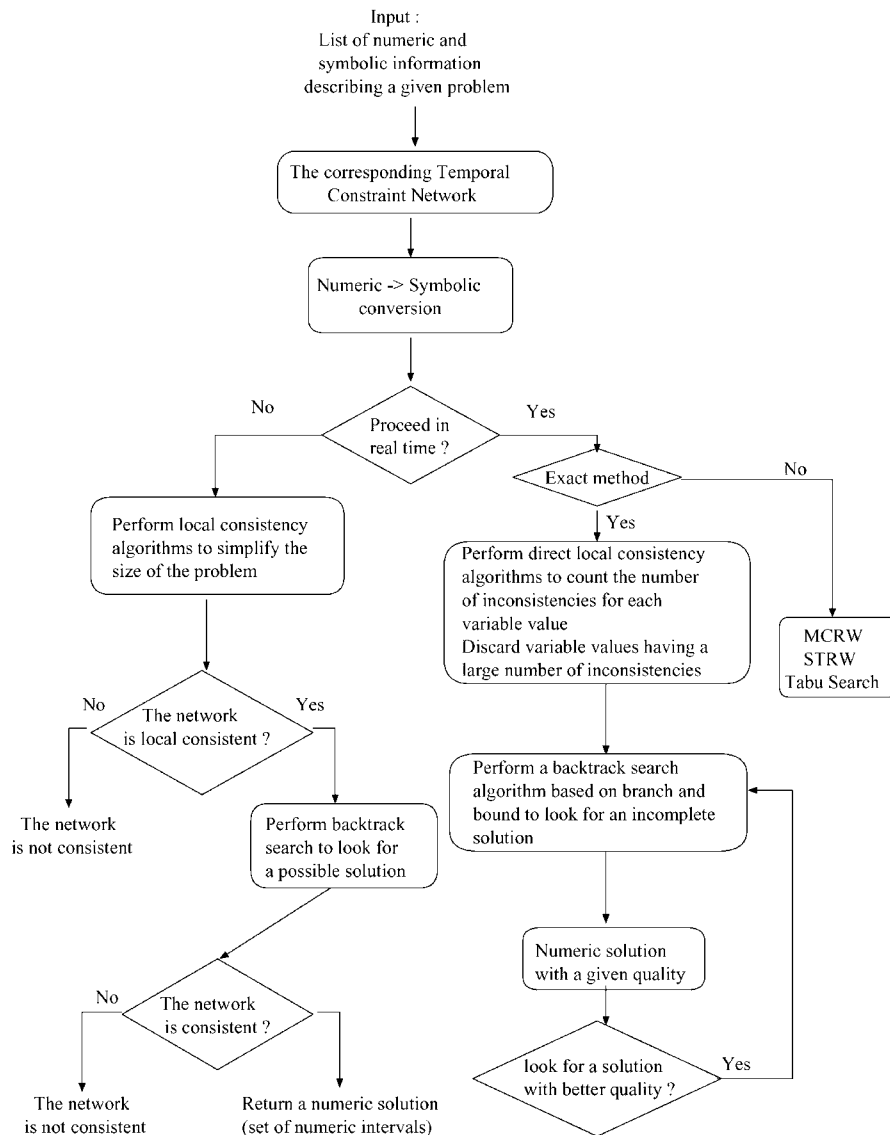 Input :
List of numeric and
symbolic information
describing a given problem
The corresponding Temporal
Constraint Network
Numeric -> Symbolic
conversion
No
Proceed in
real time ?
Yes
Exact method
No
Perform local consistency
algorithms to simplify the
size of the problem
Yes
Perform direct local consistency
algorithms to count the number
of inconsistencies for each
variable value
Discard variable values having a
large number of inconsistencies
MCRW
STRW
Tabu Search
No
The network
is local consistent ?
Yes
The network
is not consistent
Perform backtrack
search to look for
a possible solution
Perform a backtrack search
algorithm based on branch and
bound to look for an incomplete
solution
Numeric solution
with a given quality
No
The network
is consistent ?
look for a solution
with better quality ?
Yes
The network
is not consistent
Return a numeric solution
(set of numeric intervals)